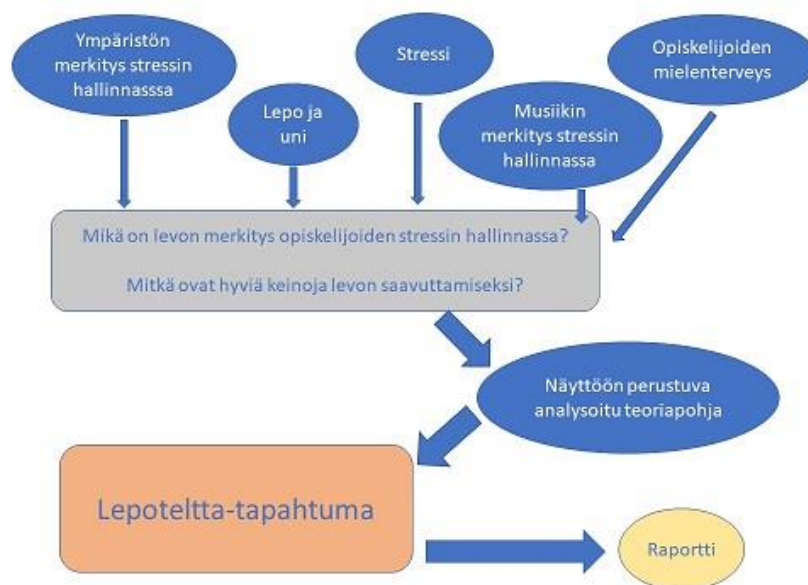 Ympäristön
merkitys stressin
hallinnasssa
Lepo ja
uni
Stressi
Musiikin
merkitys stressin
hallinnassa
Opiskelijoiden
mielenterveys
Mikä on levon merkitys opiskelijoiden stressin hallinnassa?
Mitkä ovat hyviä keinoja levon saavuttamiseksi?
Näyttöön perustuva
analysoitu teoriapohja
Lepoteltta-tapahtuma
Raportti